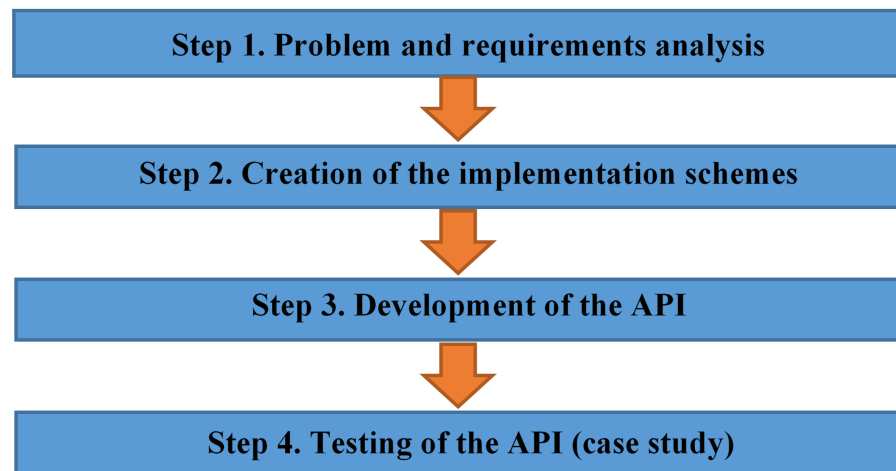 Step 1. Problem and requirements analysis
Step 2. Creation of the implementation schemes
Step 3. Development of the API
Step 4. Testing of the API (case study)